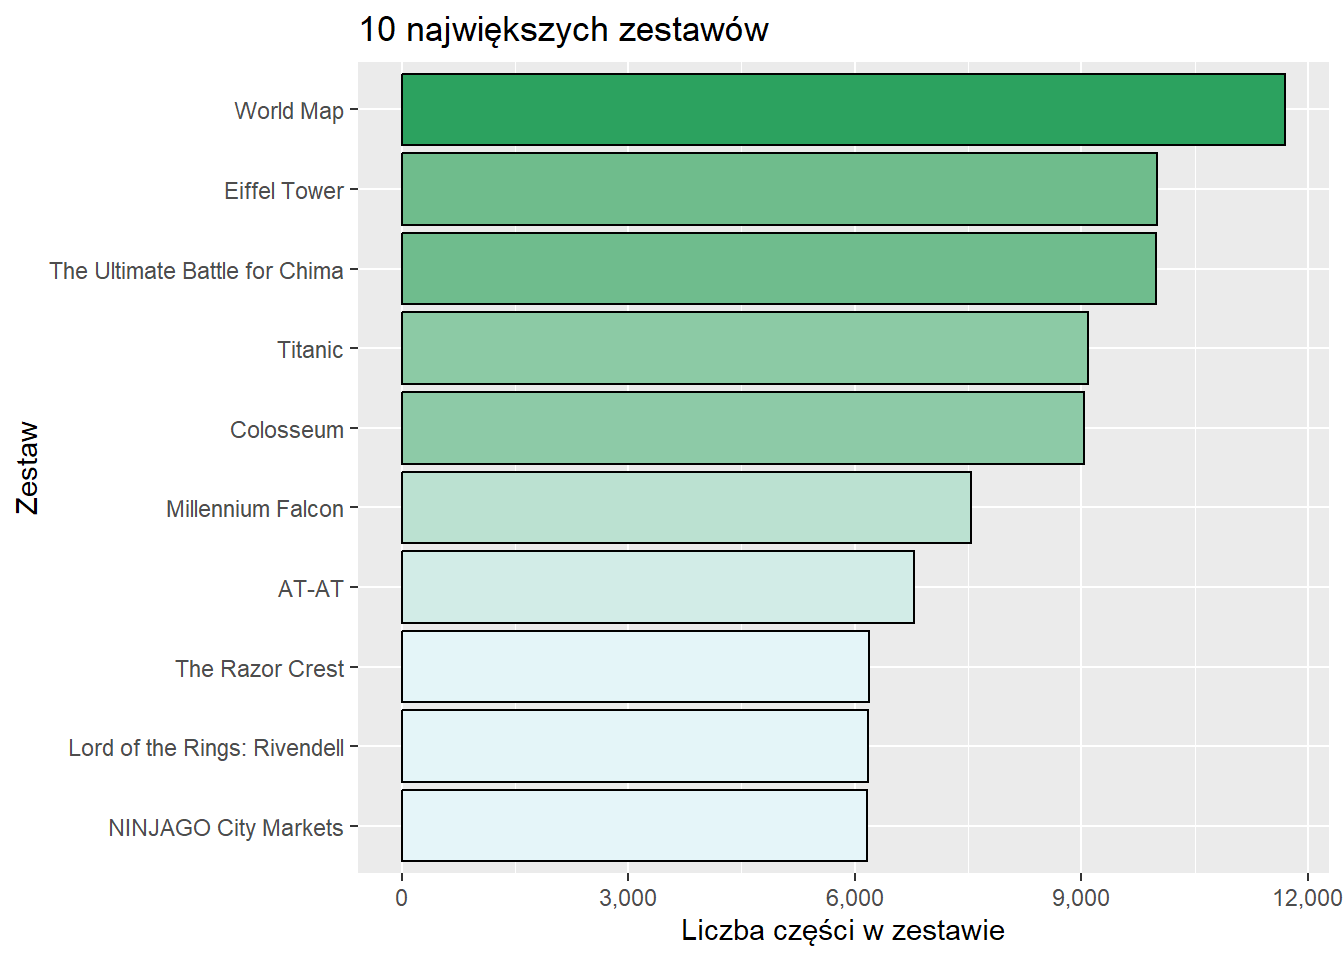 10 największych zestawów
World Map
Eiffel Tower
The Ultimate Battle for Chima
Titanic
Colosseum
Millennium Falcon
AT-AT
The Razor Crest
Lord of the Rings: Rivendell
NINJAGO City Markets
Zestaw
0 3,000 6,000 9,000 12,000
Liczba części w zestawie